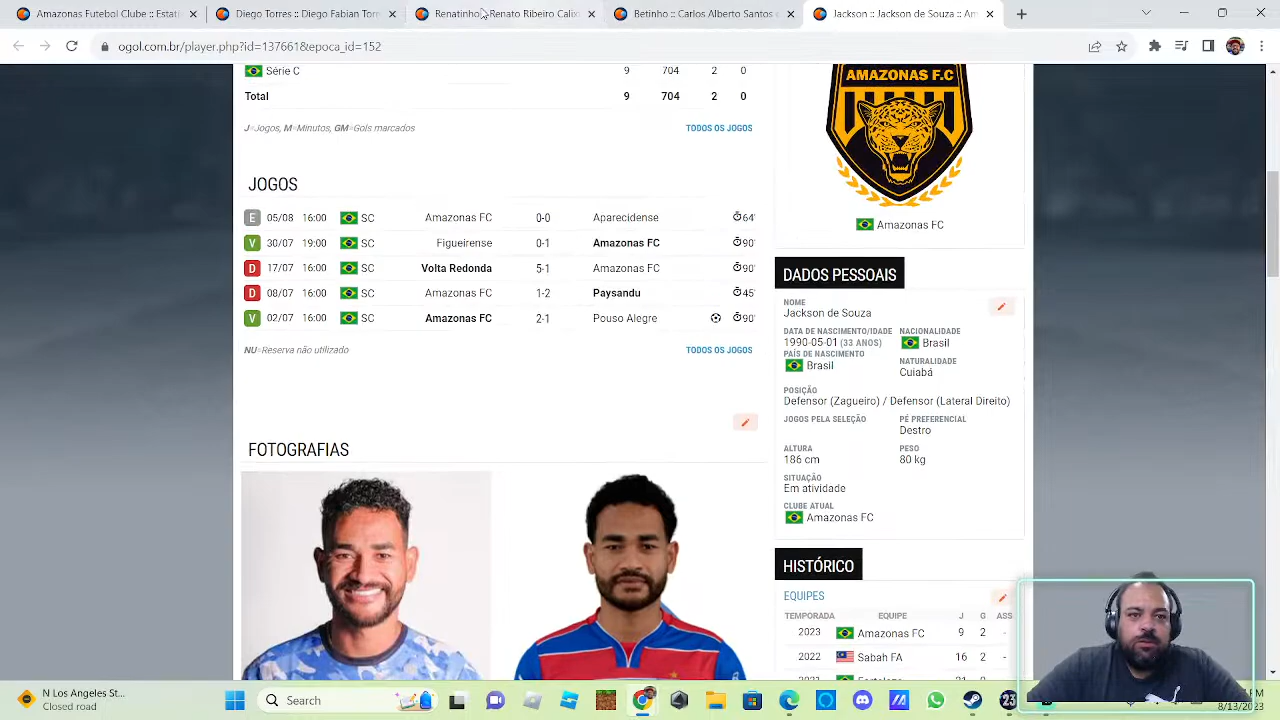 Amazonas Futebol Clube :: Estatí
Diego Torres :: Diego Torres
Renanzinho
Renato Ribeiro Calix
Betinho :: Carlos Alberto Santos
Jackson :: Jackson de Souza :: Am
ogol.com.br/player.php?id=137661&epoca_id=152
Série C 9 704 2 0
Total 9 704 2 0
J=Jogos, M=Minutos, GM=Gols marcados TODOS OS JOGOS
JOGOS
E 05/08 16:00 SC Amazonas FC 0-0 Aparecidense 64'
V 30/07 19:00 SC Figueirense 0-1 Amazonas FC 90'
D 17/07 16:00 SC Volta Redonda 5-1 Amazonas FC 90'
D 08/07 16:00 SC Amazonas FC 1-2 Paysandu 45'
V 02/07 16:00 SC Amazonas FC 2-1 Pouso Alegre 90'
NU=Reserva não utilizado TODOS OS JOGOS
FOTOGRAFIAS
AMAZONAS F.C
Amazonas FC
DADOS PESSOAIS
NOME
Jackson de Souza
DATA DE NASCIMENTO/IDADE NACIONALIDADE
1990-05-01 (33 ANOS) Brasil
PAÍS DE NASCIMENTO NATURALIDADE
Brasil Cuiabá
POSIÇÃO
Defensor (Zagueiro) / Defensor (Lateral Direito)
JOGOS PELA SELEÇÃO PÉ PREFERENCIAL
Destro
ALTURA PESO
186 cm 80 kg
SITUAÇÃO
Em atividade
CLUBE ATUAL
Amazonas FC
HISTÓRICO
EQUIPES
TEMPORADA EQUIPE J G ASS
2023 Amazonas FC 9 2 -
2022 Sabah FA 16 2 -
N Los Angeles St...
Closed road
Search
23
8/13/2023